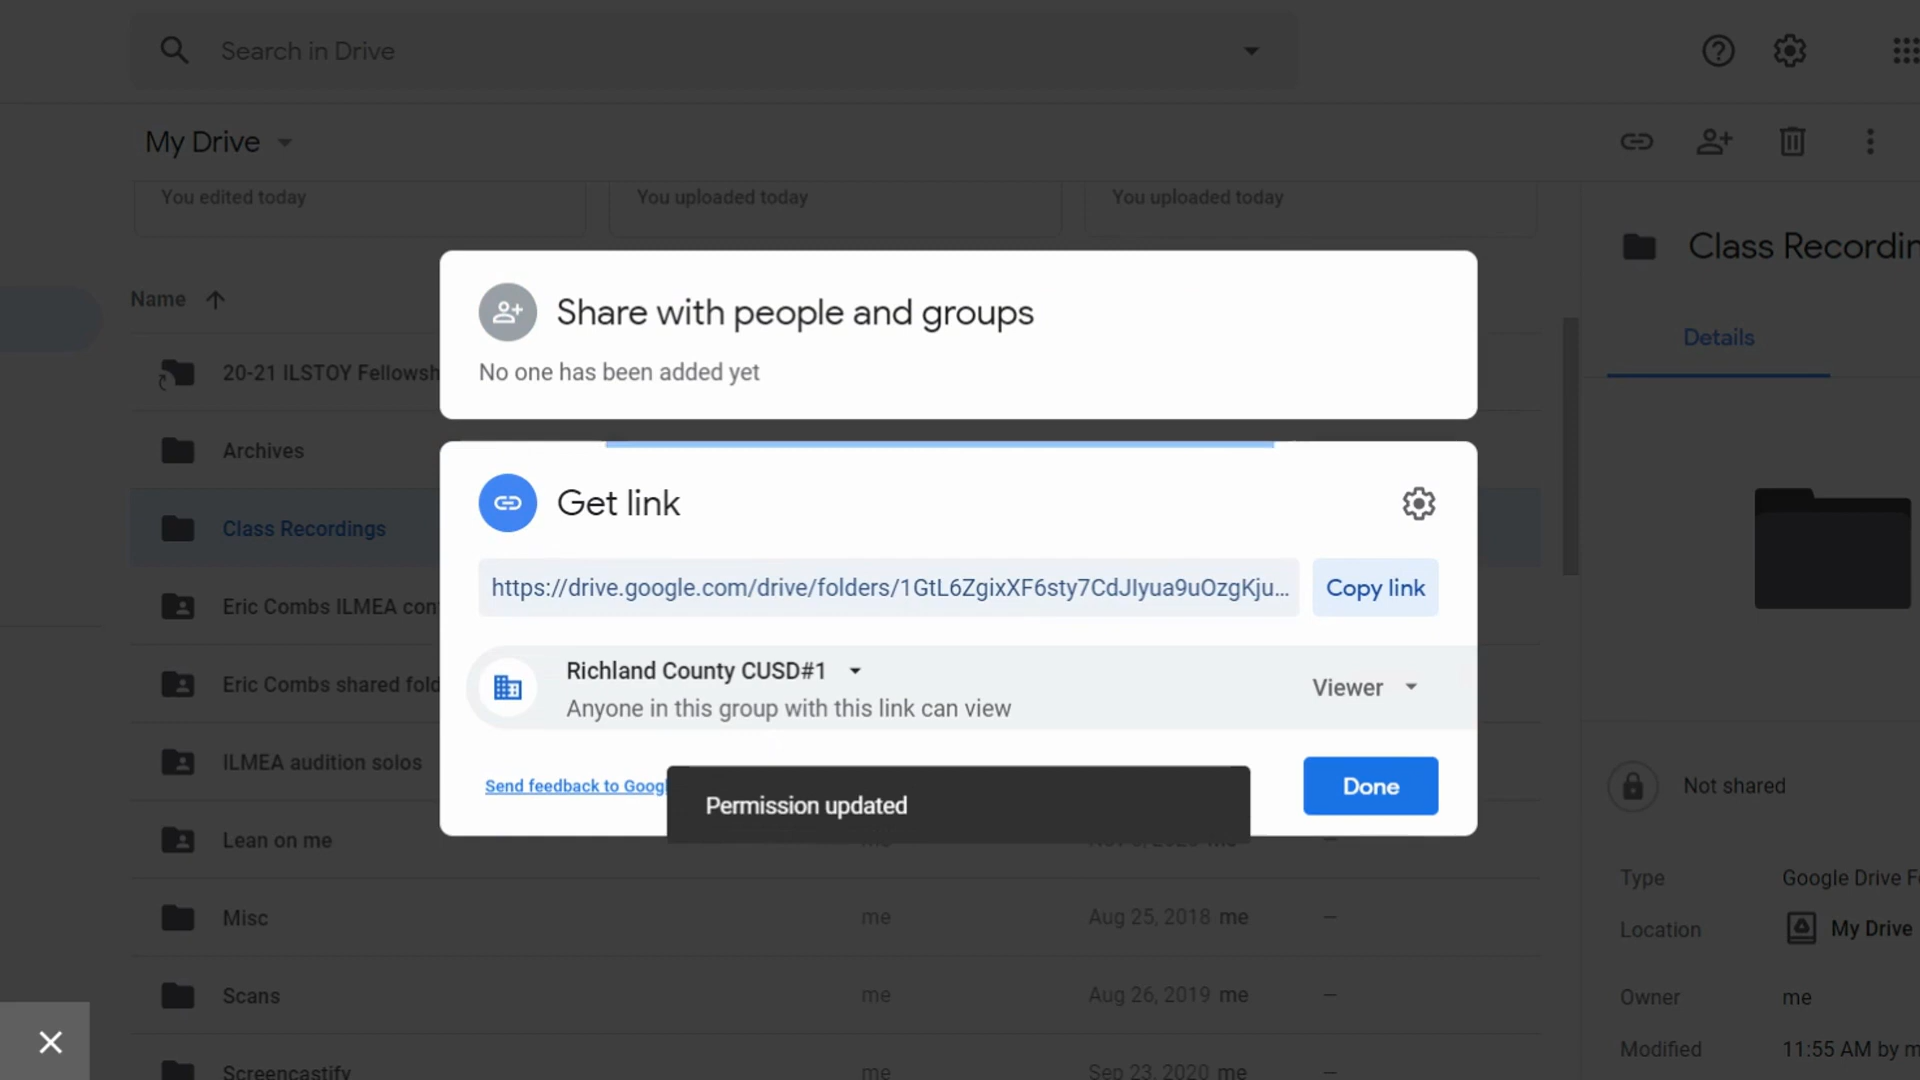 Search in Drive
My Drive
You edited today
You uploaded today
You uploaded today
Class Recordin
Share with people and groups
No one has been added yet
Name
Details
20-21 ILSTOY Fellowsh
Archives
Get link
Class Recordings
https://drive.google.com/drive/folders/1GtL6ZgixXF6sty7CdJIyua9uOzgKju...
Copy link
Eric Combs ILMEA con
Richland County CUSD#1
Anyone in this group with this link can view
Viewer
Eric Combs shared fold
ILMEA audition solos
Send feedback to Googl
Permission updated
Done
Not shared
Lean on me
me
Type
Google Drive F
Misc
me
Aug 25, 2018 me
–
Location
My Drive
Scans
me
Aug 26, 2019 me
–
Owner
me
Modified
11:55 AM by m
Screencastify
me
Sep 23, 2020 me
–